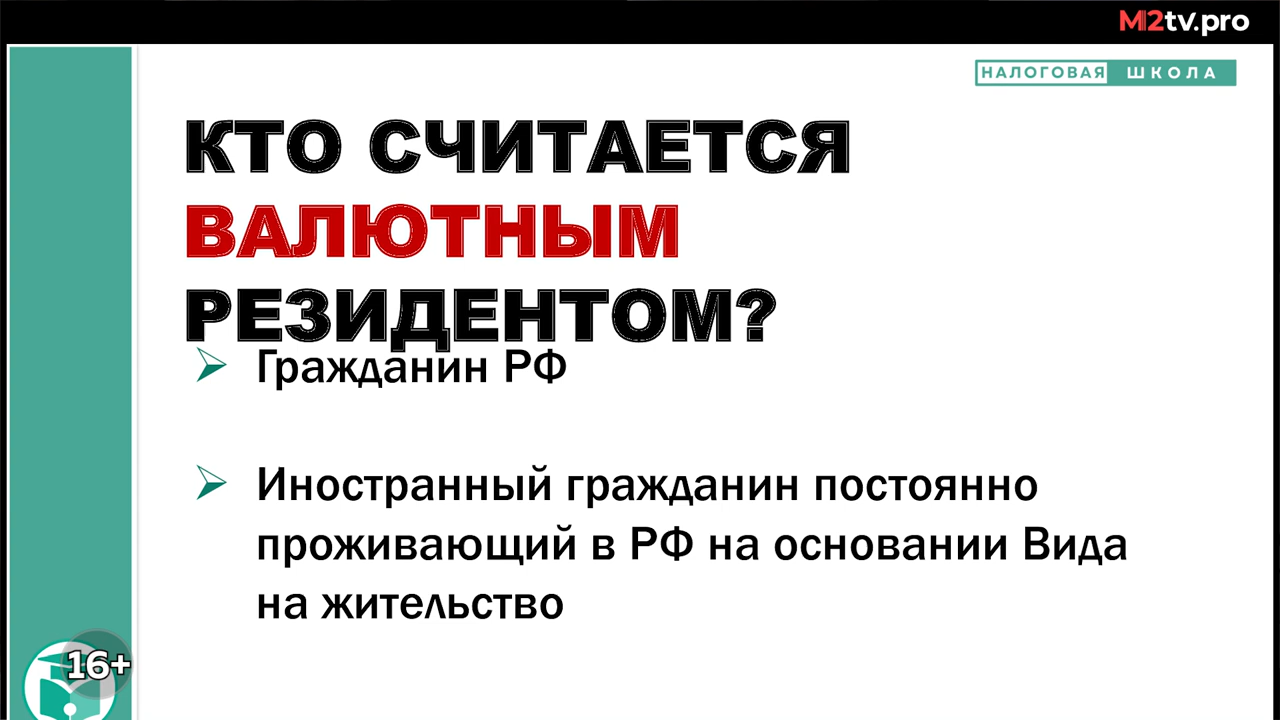 M2tv.pro
НАЛОГОВАЯ ШКОЛА
КТО СЧИТАЕТСЯ
ВАЛЮТНЫМ
РЕЗИДЕНТОМ?
Гражданин РФ
Иностранный гражданин постоянно
проживающий в РФ на основании Вида
на жительство
16+